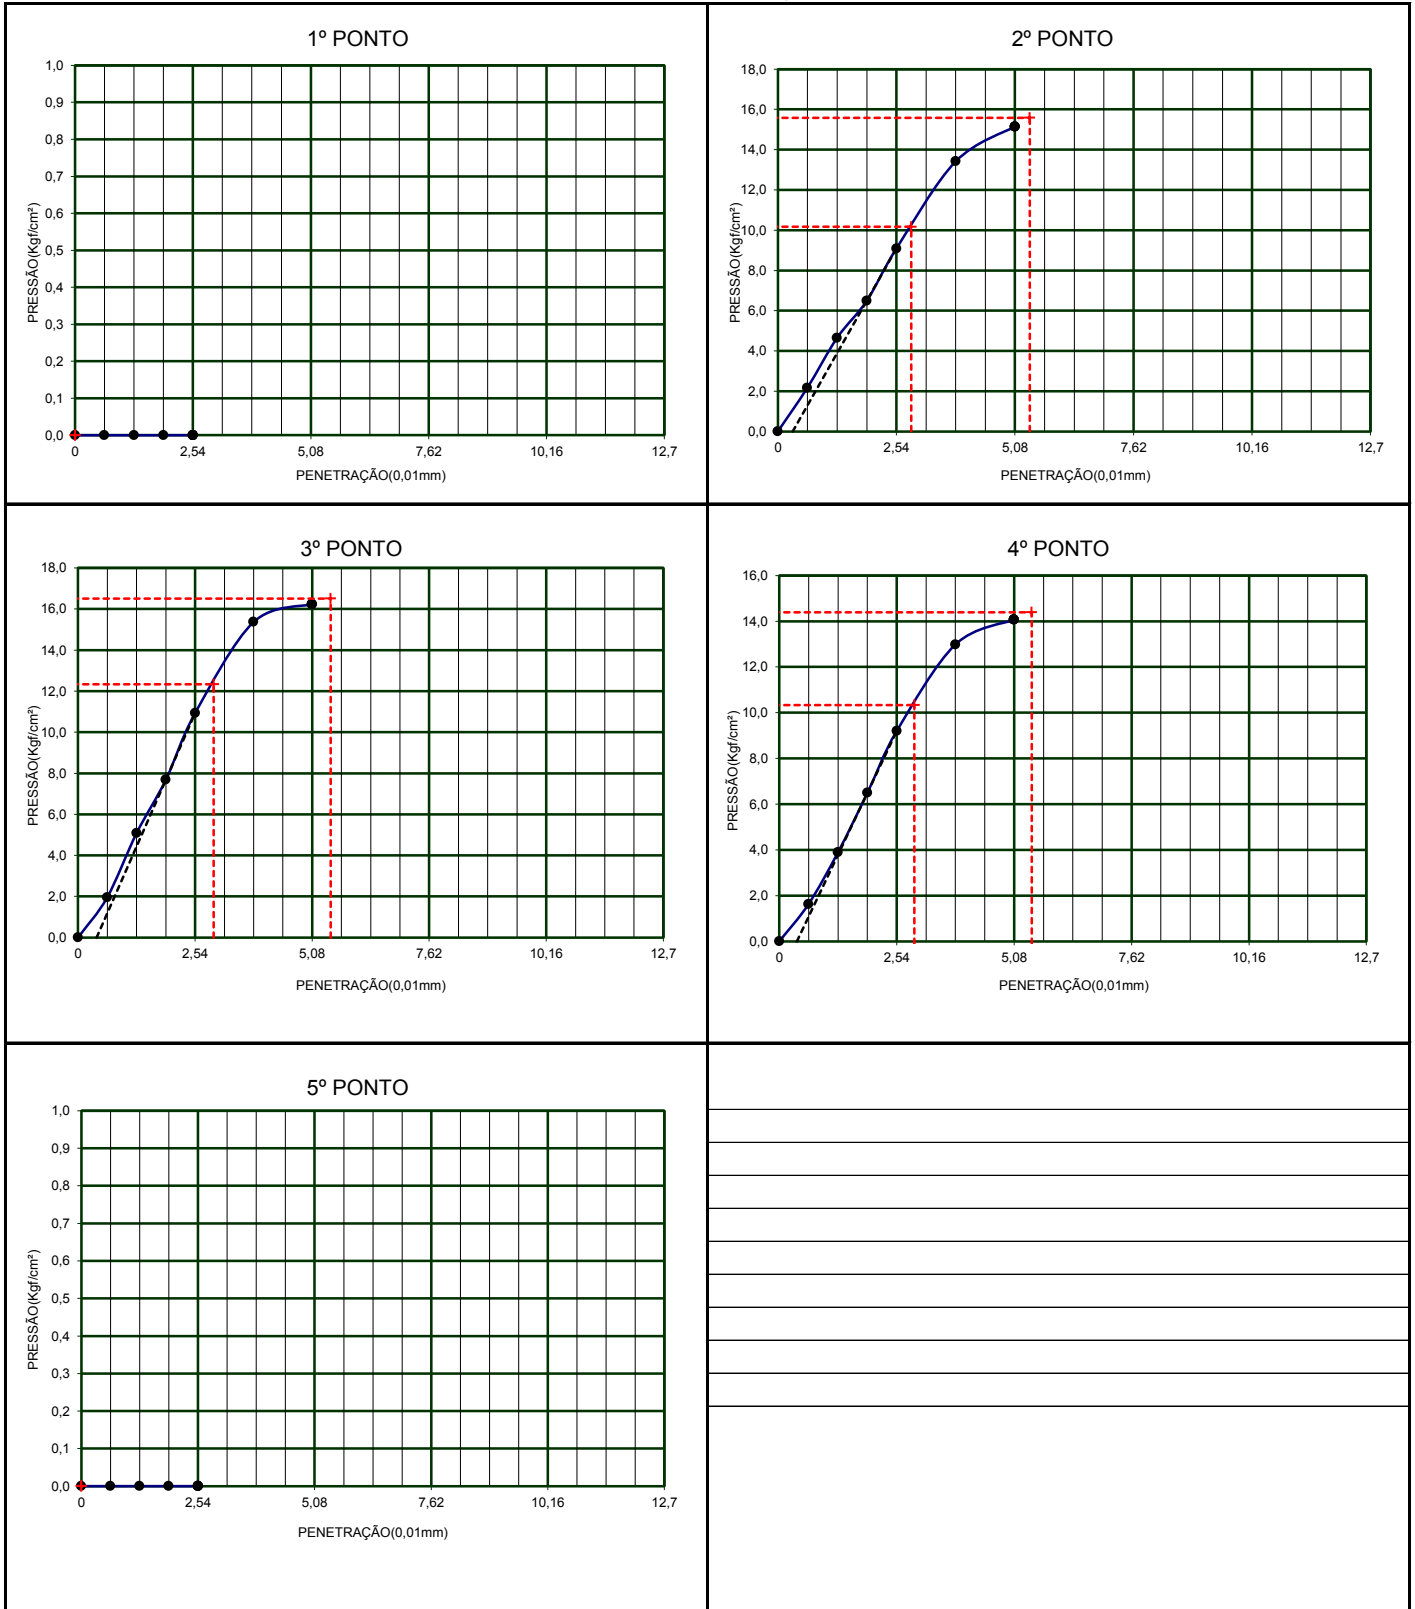 1º PONTO
PRESSÃO(Kgf/cm²)
1,0
0,9
0,8
0,7
0,6
0,5
0,4
0,3
0,2
0,1
0,0
0 2,54 5,08 7,62 10,16 12,7
PENETRAÇÃO(0,01mm)
2º PONTO
PRESSÃO(Kgf/cm²)
18,0
16,0
14,0
12,0
10,0
8,0
6,0
4,0
2,0
0,0
0 2,54 5,08 7,62 10,16 12,7
PENETRAÇÃO(0,01mm)
3º PONTO
PRESSÃO(Kgf/cm²)
18,0
16,0
14,0
12,0
10,0
8,0
6,0
4,0
2,0
0,0
0 2,54 5,08 7,62 10,16 12,7
PENETRAÇÃO(0,01mm)
4º PONTO
PRESSÃO(Kgf/cm²)
16,0
14,0
12,0
10,0
8,0
6,0
4,0
2,0
0,0
0 2,54 5,08 7,62 10,16 12,7
PENETRAÇÃO(0,01mm)
5º PONTO
PRESSÃO(Kgf/cm²)
1,0
0,9
0,8
0,7
0,6
0,5
0,4
0,3
0,2
0,1
0,0
0 2,54 5,08 7,62 10,16 12,7
PENETRAÇÃO(0,01mm)